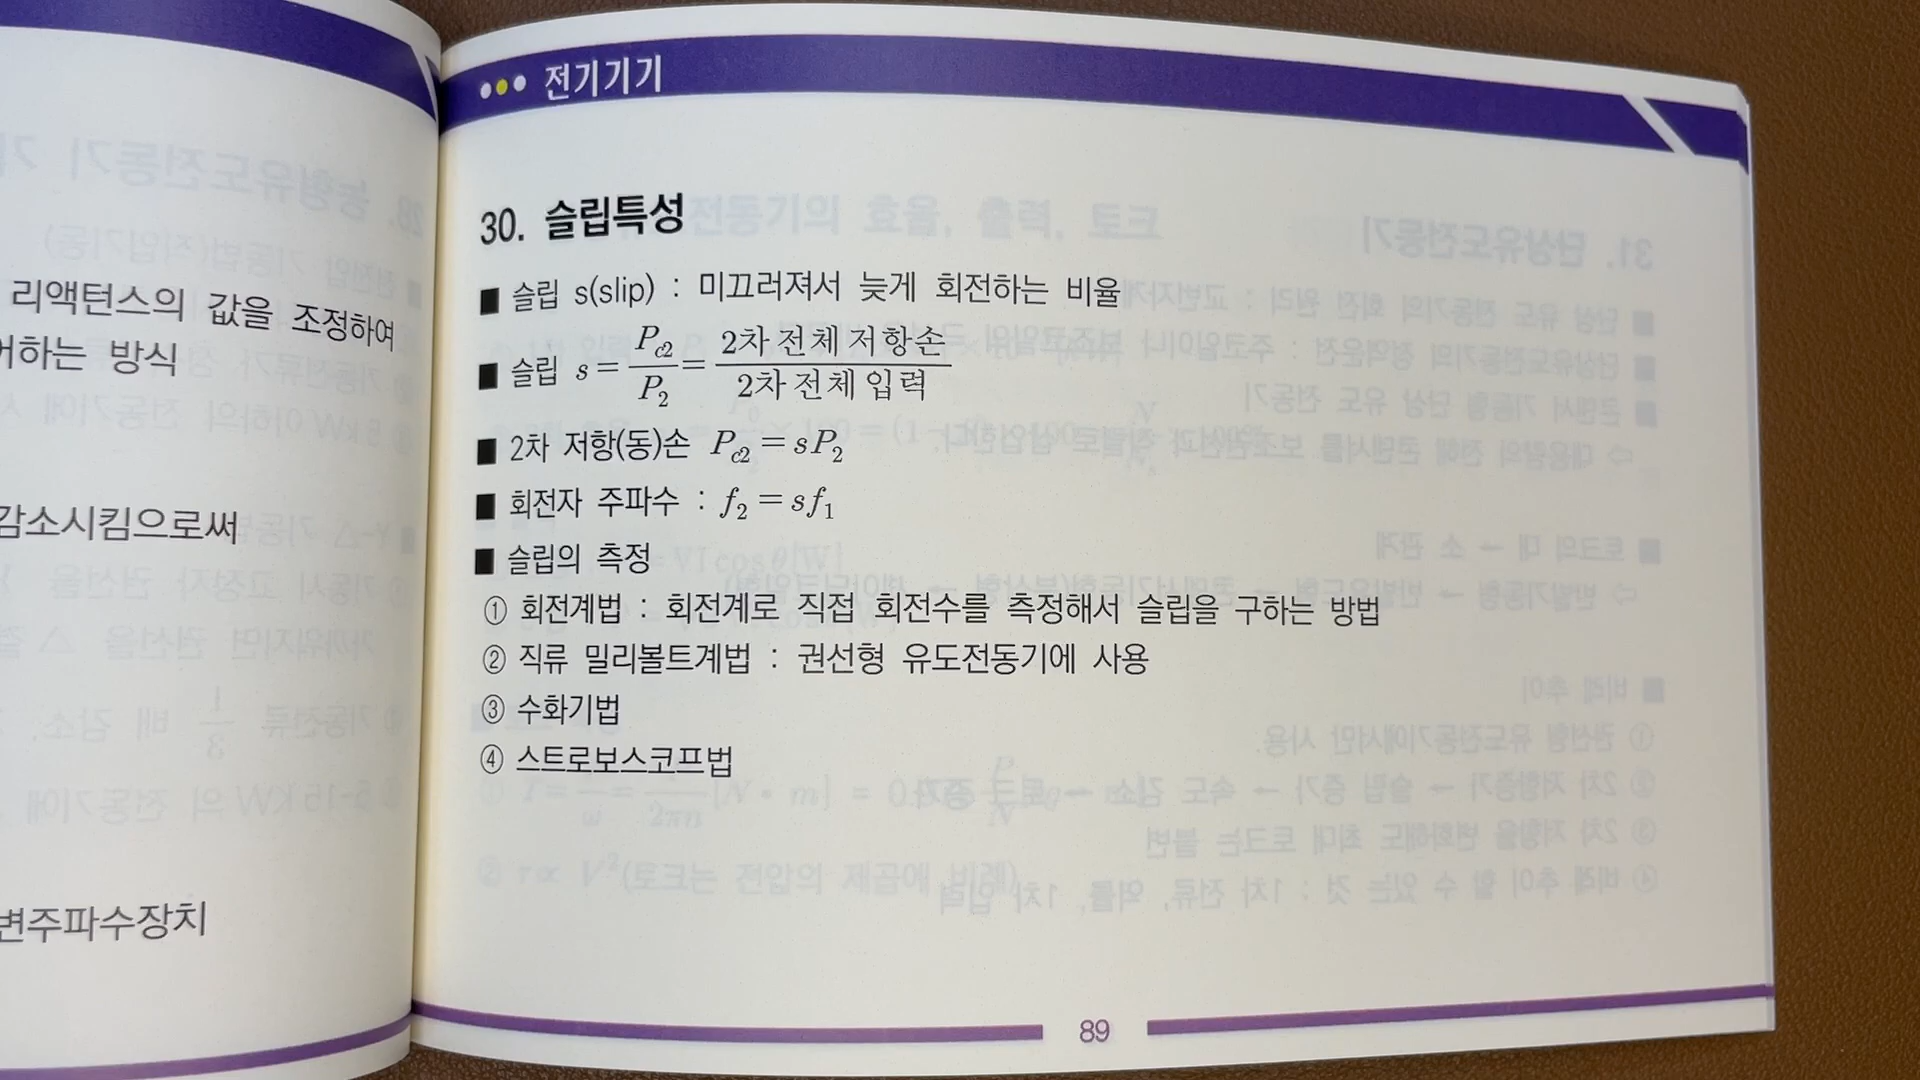 리액턴스의 값을 조정하여
어하는 방식
감소시킴으로써
변주파수장치
전기기기
30. 슬립특성
■ 슬립 s(slip) : 미끄러져서 늦게 회전하는 비율
■ 슬립 s = P_c2 / P_2 = 2차 전체 저항손 / 2차 전체 입력
■ 2차 저항(동)손 P_c2 = sP_2
■ 회전자 주파수 : f_2 = sf_1
■ 슬립의 측정
① 회전계법 : 회전계로 직접 회전수를 측정해서 슬립을 구하는 방법
② 직류 밀리볼트계법 : 권선형 유도전동기에 사용
③ 수화기법
④ 스트로보스코프법
89